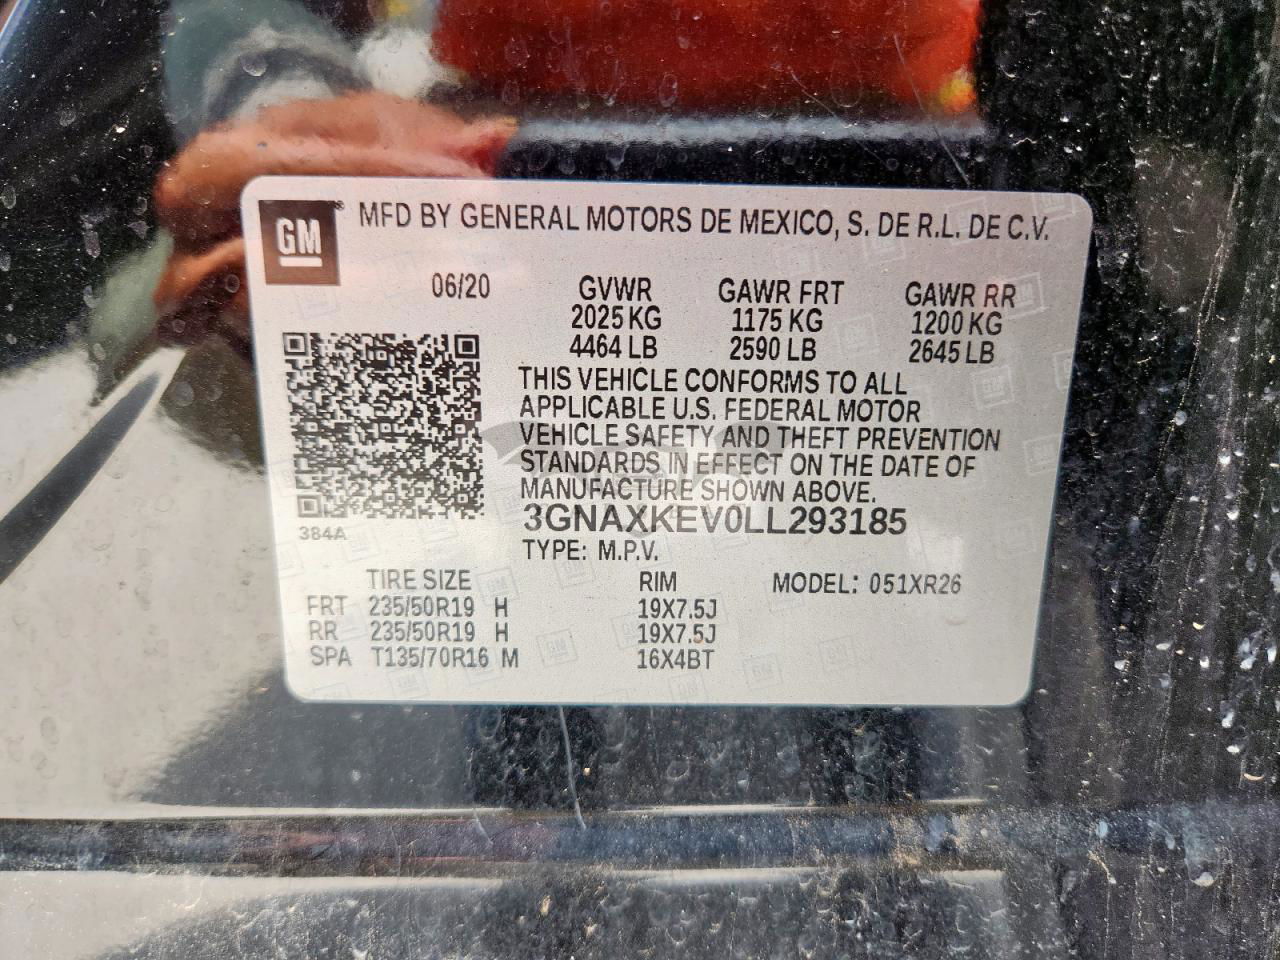 GM ® MFD BY GENERAL MOTORS DE MEXICO, S. DE R.L. DE C.V.
06/20 GVWR GAWR FRT GAWR RR
2025 KG 1175 KG 1200 KG
4464 LB 2590 LB 2645 LB
THIS VEHICLE CONFORMS TO ALL
APPLICABLE U.S. FEDERAL MOTOR
VEHICLE SAFETY AND THEFT PREVENTION
STANDARDS IN EFFECT ON THE DATE OF
MANUFACTURE SHOWN ABOVE.
384A 3GNAXKEV0LL293185
TYPE: M.P.V.
TIRE SIZE RIM MODEL: 051XR26
FRT 235/50R19 H 19X7.5J
RR 235/50R19 H 19X7.5J
SPA T135/70R16 M 16X4BT